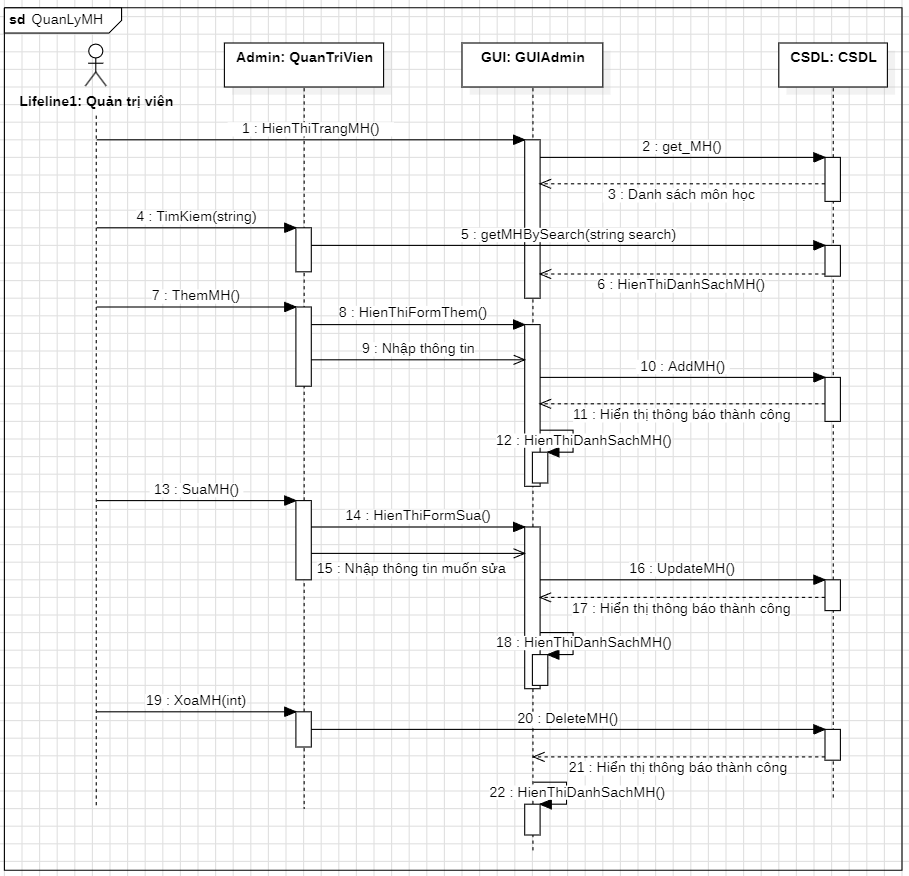 sd QuanLyMH
Admin: QuanTriVien
GUI: GUIAdmin
CSDL: CSDL
Lifeline1: Quản trị viên
1 : HienThiTrangMH()
2 : get_MH()
3 : Danh sách môn học
4 : TimKiem(string)
5 : getMHBySearch(string search)
6 : HienThiDanhSachMH()
7 : ThemMH()
8 : HienThiFormThem()
9 : Nhập thông tin
10 : AddMH()
11 : Hiển thị thông báo thành công
12 : HienThiDanhSachMH()
13 : SuaMH()
14 : HienThiFormSua()
15 : Nhập thông tin muốn sửa
16 : UpdateMH()
17 : Hiển thị thông báo thành công
18 : HienThiDanhSachMH()
19 : XoaMH(int)
20 : DeleteMH()
21 : Hiển thị thông báo thành công
22 : HienThiDanhSachMH()